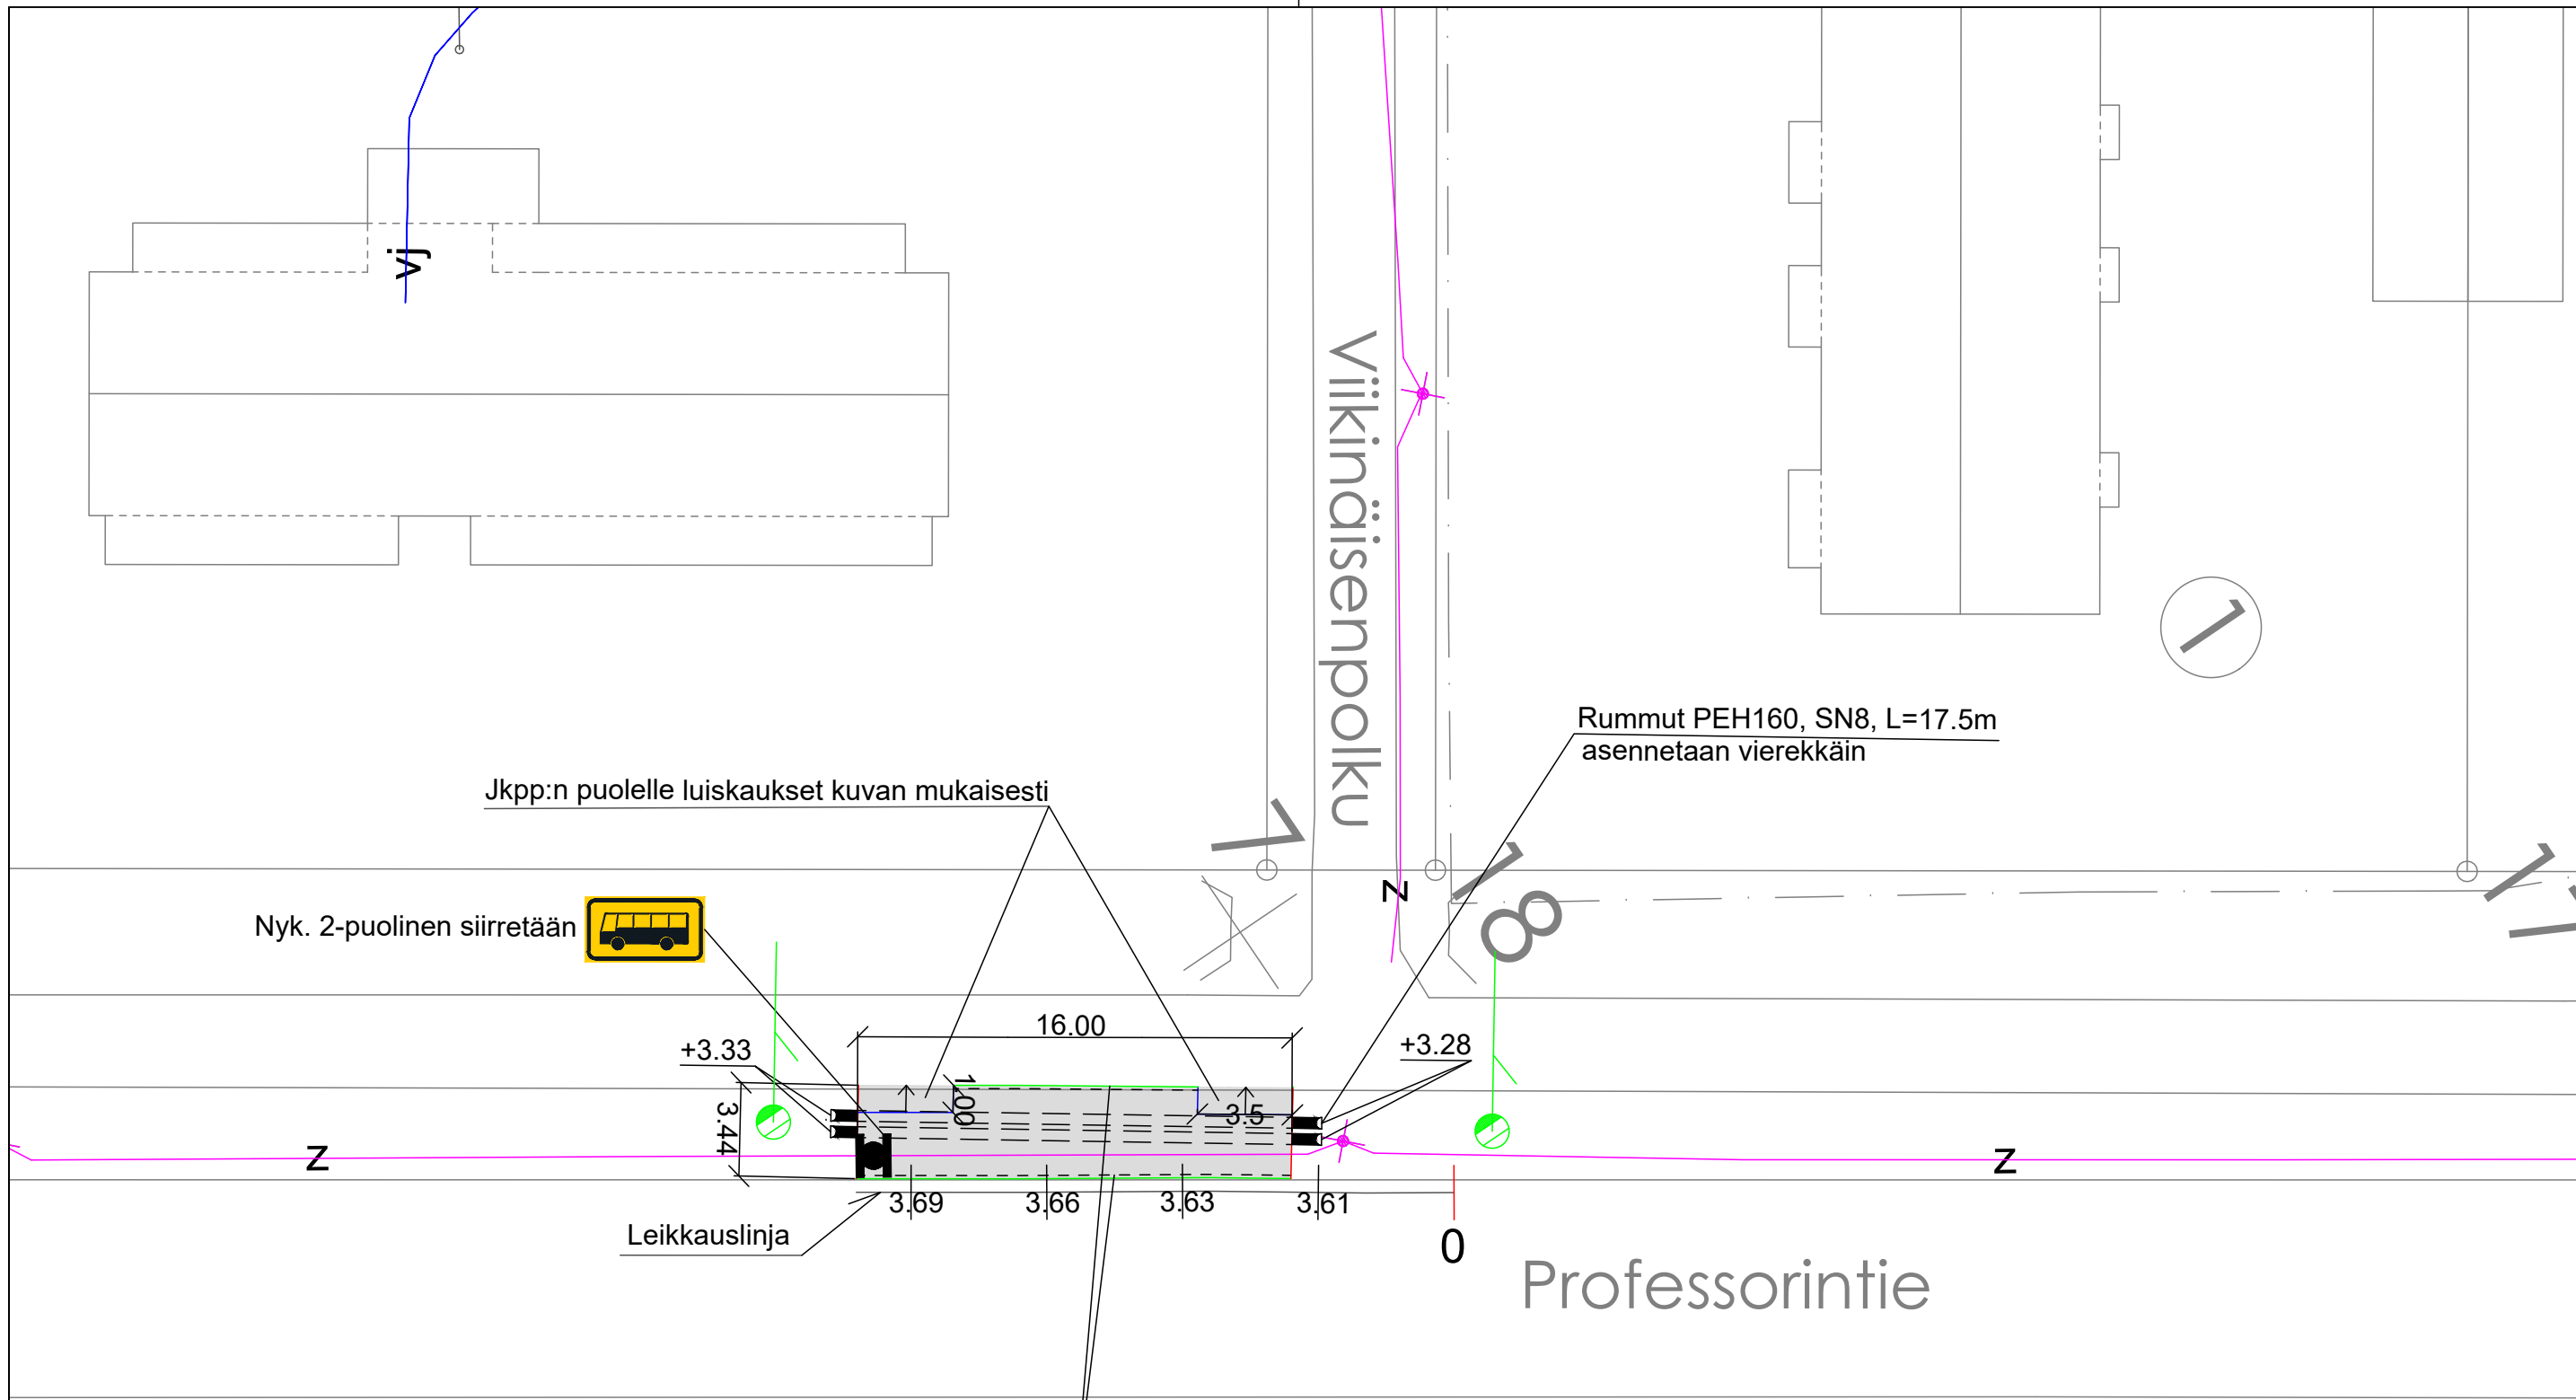 vj
Viikinäisenpolku
1
Rummut PEH160, SN8, L=17.5m
asennetaan vierekkäin
Jkpp:n puolelle luiskaukset kuvan mukaisesti
7
18
z
Nyk. 2-puolinen siirretään
16.00
+3.33
+3.28
1.00
3.5
3.44
z
z
3.69
3.66
3.63
3.61
Leikkauslinja
0
Professorintie